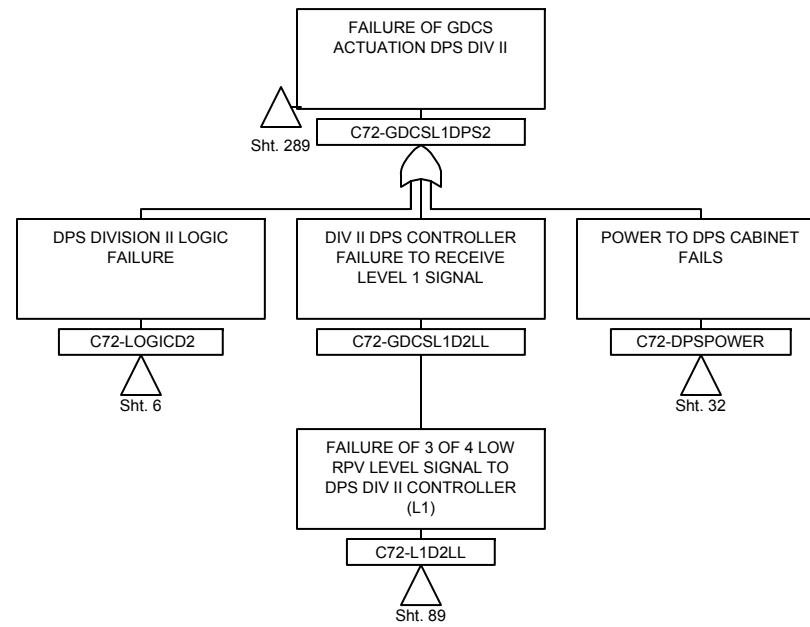 FAILURE OF GDCS
ACTUATION DPS DIV II
Sht. 289
C72-GDCSL1DPS2
DPS DIVISION II LOGIC
FAILURE
C72-LOGICD2
Sht. 6
DIV II DPS CONTROLLER
FAILURE TO RECEIVE
LEVEL 1 SIGNAL
C72-GDCSL1D2LL
POWER TO DPS CABINET
FAILS
C72-DPSPOWER
Sht. 32
FAILURE OF 3 OF 4 LOW
RPV LEVEL SIGNAL TO
DPS DIV II CONTROLLER
(L1)
C72-L1D2LL
Sht. 89